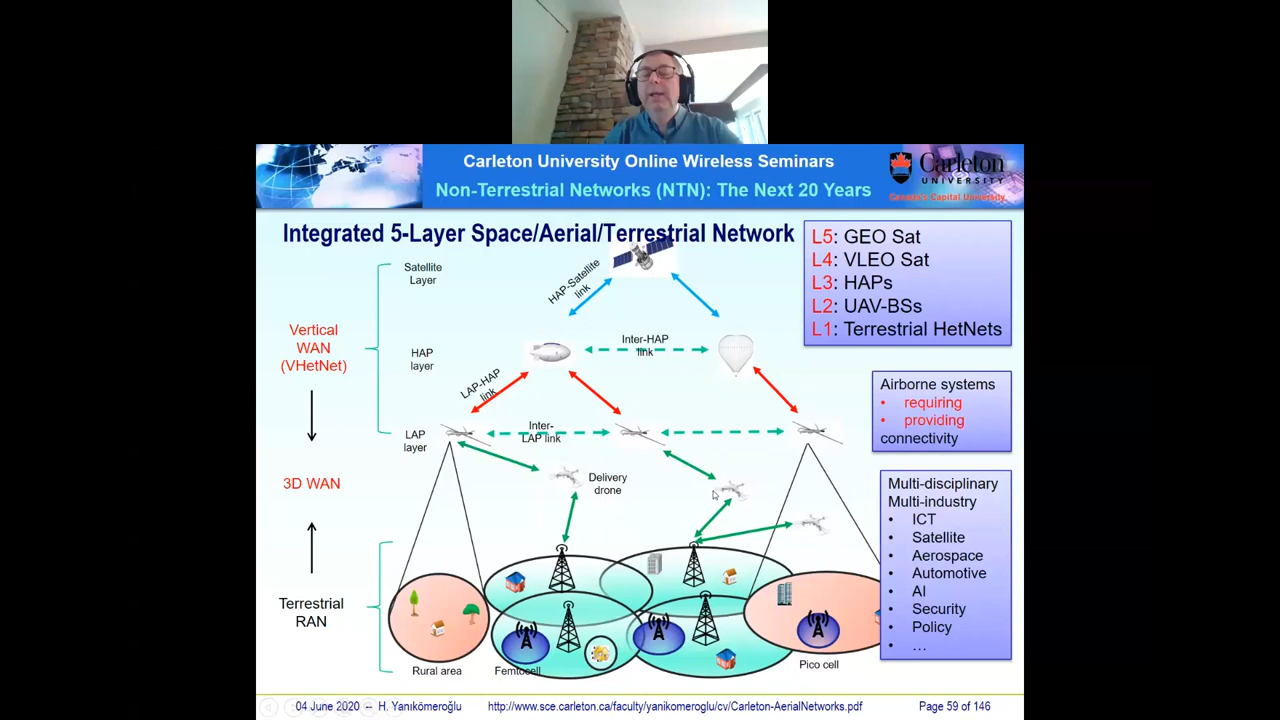 Carleton University Online Wireless Seminars
Non-Terrestrial Networks (NTN): The Next 20 Years
Carleton
UNIVERSITY
Canada's Capital University
Integrated 5-Layer Space/Aerial/Terrestrial Network
L5: GEO Sat
L4: VLEO Sat
L3: HAPs
L2: UAV-BSs
L1: Terrestrial HetNets
Satellite
Layer
HAP-Satellite
link
Vertical
WAN
(VHetNet)
HAP
layer
Inter-HAP
link
LAP-HAP
link
Airborne systems
• requiring
• providing
connectivity
LAP
layer
Inter-
LAP link
3D WAN
Delivery
drone
Multi-disciplinary
Multi-industry
• ICT
• Satellite
• Aerospace
• Automotive
• AI
• Security
• Policy
• …
Terrestrial
RAN
Rural area
Femtocell
Pico cell
04 June 2020 – H. Yanıkömeroğlu
http://www.sce.carleton.ca/faculty/yanikomeroglu/cv/Carleton-AerialNetworks.pdf
Page 59 of 146